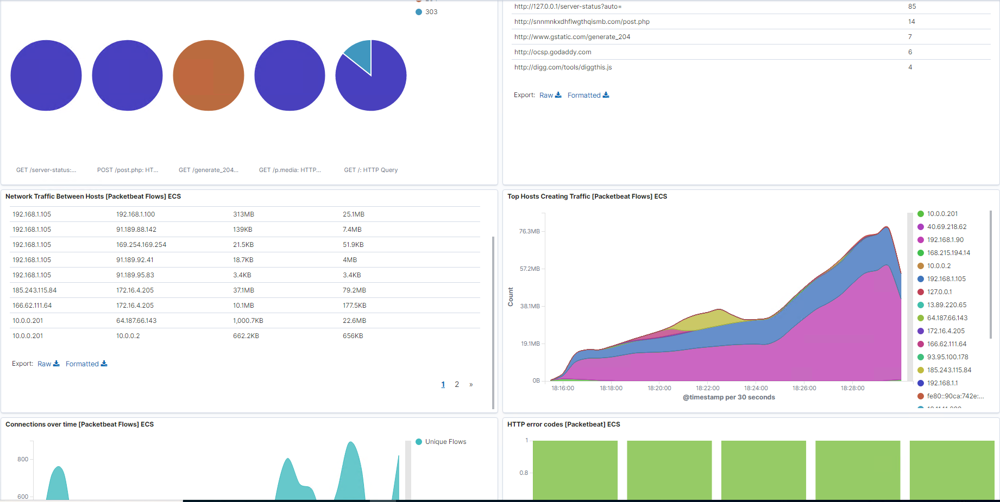 303
GET /server-status:...
POST /post.php: HT...
GET /generate_204...
GET /p.media: HTTP...
GET /: HTTP Query
http://127.0.0.1/server-status?auto= 85
http://snnmnkxdhflwgthqismb.com/post.php 14
http://www.gstatic.com/generate_204 7
http://ocsp.godaddy.com 6
http://digg.com/tools/diggthis.js 4
Export: Raw Formatted
Network Traffic Between Hosts [Packetbeat Flows] ECS
192.168.1.105 192.168.1.100 313MB 25.1MB
192.168.1.105 91.189.88.142 139KB 7.4MB
192.168.1.105 169.254.169.254 21.5KB 51.9KB
192.168.1.105 91.189.92.41 18.7KB 4MB
192.168.1.105 91.189.95.83 3.4KB 3.4KB
185.243.115.84 172.16.4.205 37.1MB 79.2MB
166.62.111.64 172.16.4.205 10.1MB 177.5KB
10.0.0.201 64.187.66.143 1,000.7KB 22.6MB
10.0.0.201 10.0.0.2 662.2KB 656KB
Export: Raw Formatted
1 2 »
Top Hosts Creating Traffic [Packetbeat Flows] ECS
Count
76.3MB
57.2MB
38.1MB
19.1MB
0B
18:16:00 18:18:00 18:20:00 18:22:00 18:24:00 18:26:00 18:28:00
@timestamp per 30 seconds
10.0.0.201
40.69.218.62
192.168.1.90
168.215.194.14
10.0.0.2
192.168.1.105
127.0.0.1
13.89.220.65
64.187.66.143
172.16.4.205
166.62.111.64
93.95.100.178
185.243.115.84
192.168.1.1
fe80::90ca:742e:...
Connections over time [Packetbeat Flows] ECS
800
600
Unique Flows
HTTP error codes [Packetbeat] ECS
1
0.8